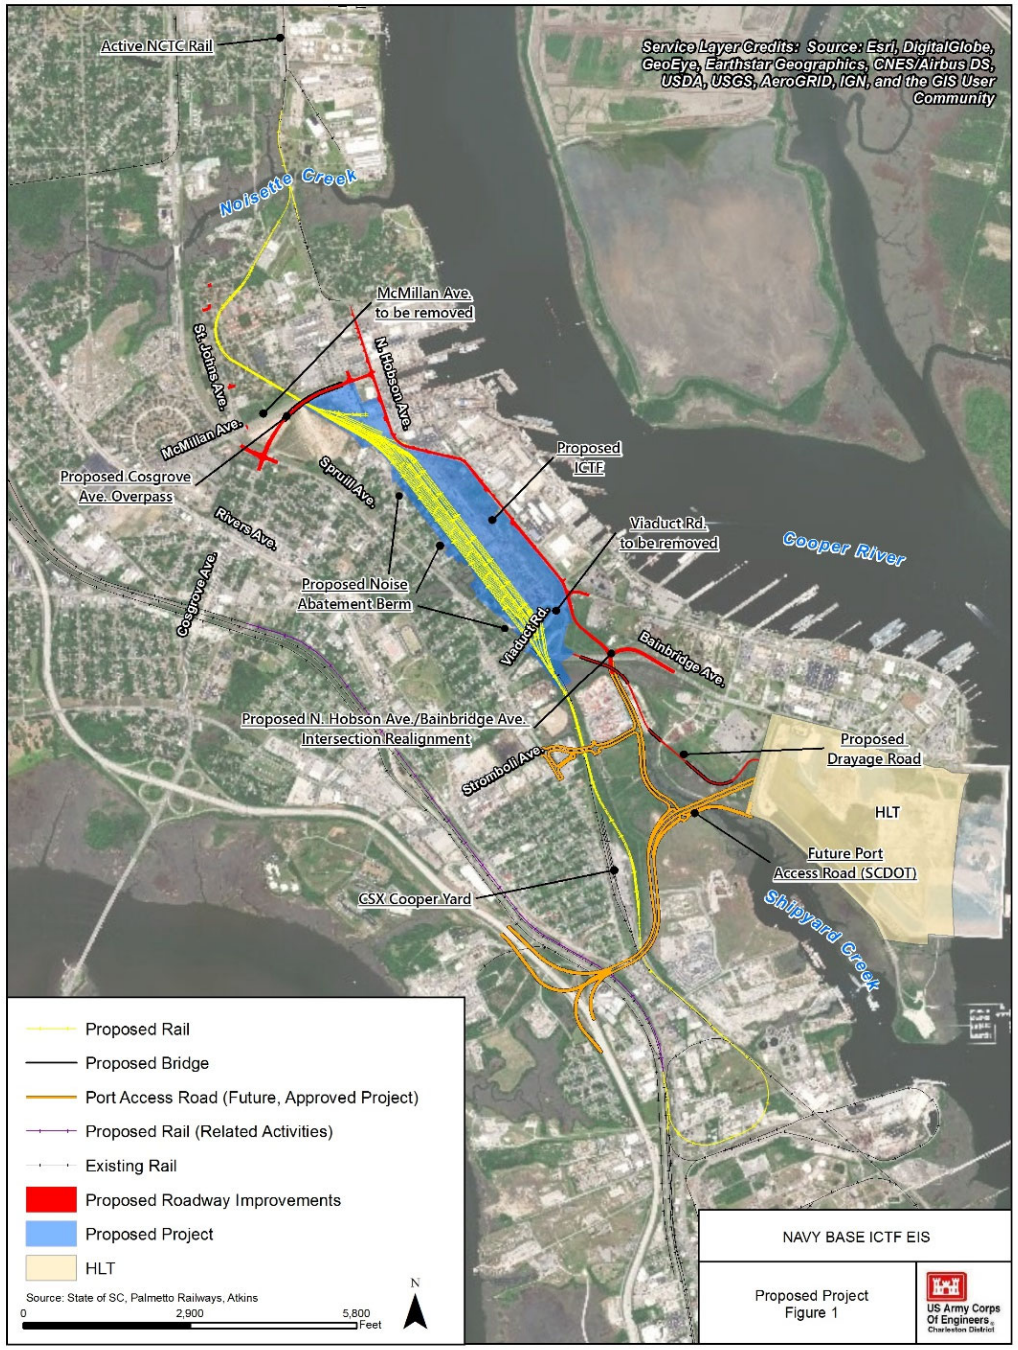 Active NCTC Rail
Service Layer Credits: Source: Esri, DigitalGlobe,
GeoEye, Earthstar Geographics, CNES/Airbus DS,
USDA, USGS, AeroGRID, IGN, and the GIS User
Community
Noisette Creek
McMillan Ave.
to be removed
St. Johns Ave.
N. Hobson Ave.
McMillan Ave.
Proposed Cosgrove
Ave. Overpass
Spruill Ave.
Proposed
ICTF
Rivers Ave.
Viaduct Rd.
to be removed
Cooper River
Cosgrove Ave.
Proposed Noise
Abatement Berm
Viaduct Rd.
Bainbridge Ave.
Proposed N. Hobson Ave./Bainbridge Ave.
Intersection Realignment
Stromboli Ave.
Proposed
Drayage Road
HLT
Future Port
Access Road (SCDOT)
CSX Cooper Yard
Shipyard Creek
Proposed Rail
Proposed Bridge
Port Access Road (Future, Approved Project)
Proposed Rail (Related Activities)
Existing Rail
Proposed Roadway Improvements
Proposed Project
HLT
Source: State of SC, Palmetto Railways, Atkins
0 2,900 5,800
Feet
N
NAVY BASE ICTF EIS
Proposed Project
Figure 1
US Army Corps
Of Engineers®
Charleston District